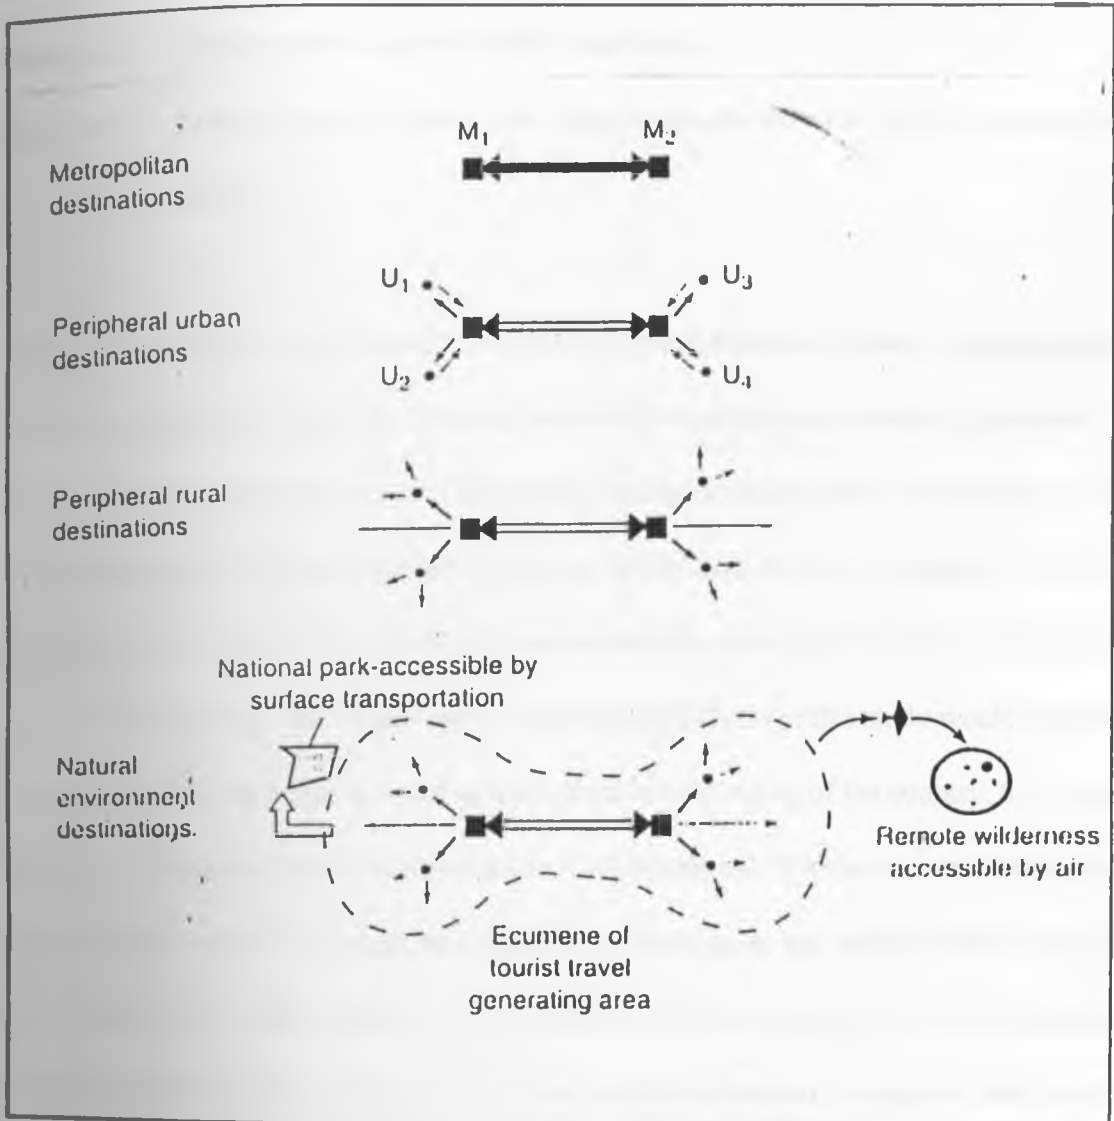 M₁ M₂
Metropolitan
destinations
U₁ U₃
Peripheral urban
destinations
U₂ U₄
Peripheral rural
destinations
National park-accessible by
surface transportation
Natural
environment
destinations.
Remote wilderness
accessible by air
Ecumene of
tourist travel
generating area